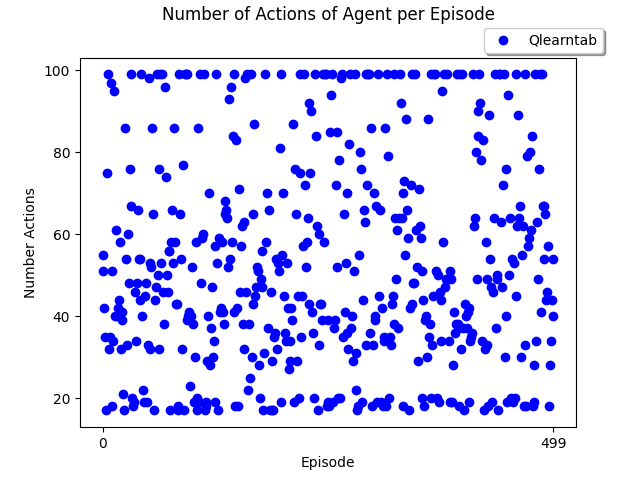 Number of Actions of Agent per Episode
Qlearntab
100
80
60
40
20
Number Actions
0
499
Episode